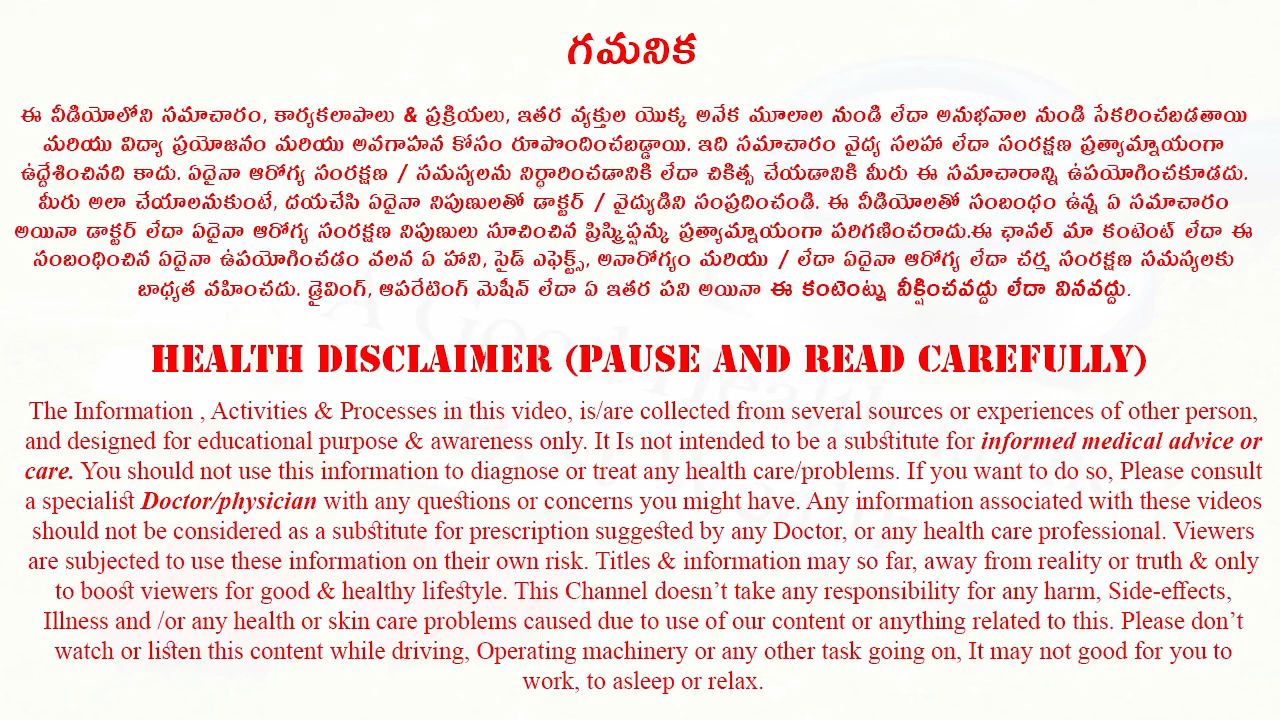 గమనిక
ఈ వీడియోలోని సమాచారం, కార్యకలాపాలు & ప్రక్రియలు, ఇతర వ్యక్తుల యొక్క అనేక మూలాల నుండి లేదా అనుభవాల నుండి సేకరించబడతాయి
మరియు విద్యా ప్రయోజనం మరియు అవగాహన కోసం రూపొందించబడ్డాయి. ఇది సమాచారం వైద్య సలహా లేదా సంరక్షణ ప్రత్యామ్నాయంగా
ఉద్దేశించినది కాదు. ఏదైనా ఆరోగ్య సంరక్షణ / సమస్యలను నిర్ధారించడానికి లేదా చికిత్స చేయడానికి మీరు ఈ సమాచారాన్ని ఉపయోగించకూడదు.
మీరు అలా చేయాలనుకుంటే, దయచేసి ఏదైనా నిపుణులతో డాక్టర్ / వైద్యుడిని సంప్రదించండి. ఈ వీడియోలతో సంబంధం ఉన్న ఏ సమాచారం
అయినా డాక్టర్ లేదా ఏదైనా ఆరోగ్య సంరక్షణ నిపుణులు సూచించిన ప్రిస్క్రిప్షన్కు ప్రత్యామ్నాయంగా పరిగణించరాదు.ఈ ఛానల్ మా కంటెంట్ లేదా ఈ
సంబంధించిన ఏదైనా ఉపయోగించడం వలన ఏ హాని, సైడ్ ఎఫెక్ట్స్, అనారోగ్యం మరియు / లేదా ఏదైనా ఆరోగ్య లేదా చర్మ సంరక్షణ సమస్యలకు
బాధ్యత వహించదు. డ్రైవింగ్, ఆపరేటింగ్ మెషీన్ లేదా ఏ ఇతర పని అయినా ఈ కంటెంట్ను వీక్షించవద్దు లేదా వినవద్దు.
HEALTH DISCLAIMER (PAUSE AND READ CAREFULLY)
The Information , Activities & Processes in this video, is/are collected from several sources or experiences of other person,
and designed for educational purpose & awareness only. It Is not intended to be a substitute for informed medical advice or
care. You should not use this information to diagnose or treat any health care/problems. If you want to do so, Please consult
a specialist Doctor/physician with any questions or concerns you might have. Any information associated with these videos
should not be considered as a substitute for prescription suggested by any Doctor, or any health care professional. Viewers
are subjected to use these information on their own risk. Titles & information may so far, away from reality or truth & only
to boost viewers for good & healthy lifestyle. This Channel doesn't take any responsibility for any harm, Side-effects,
Illness and /or any health or skin care problems caused due to use of our content or anything related to this. Please don't
watch or listen this content while driving, Operating machinery or any other task going on, It may not good for you to
work, to asleep or relax.